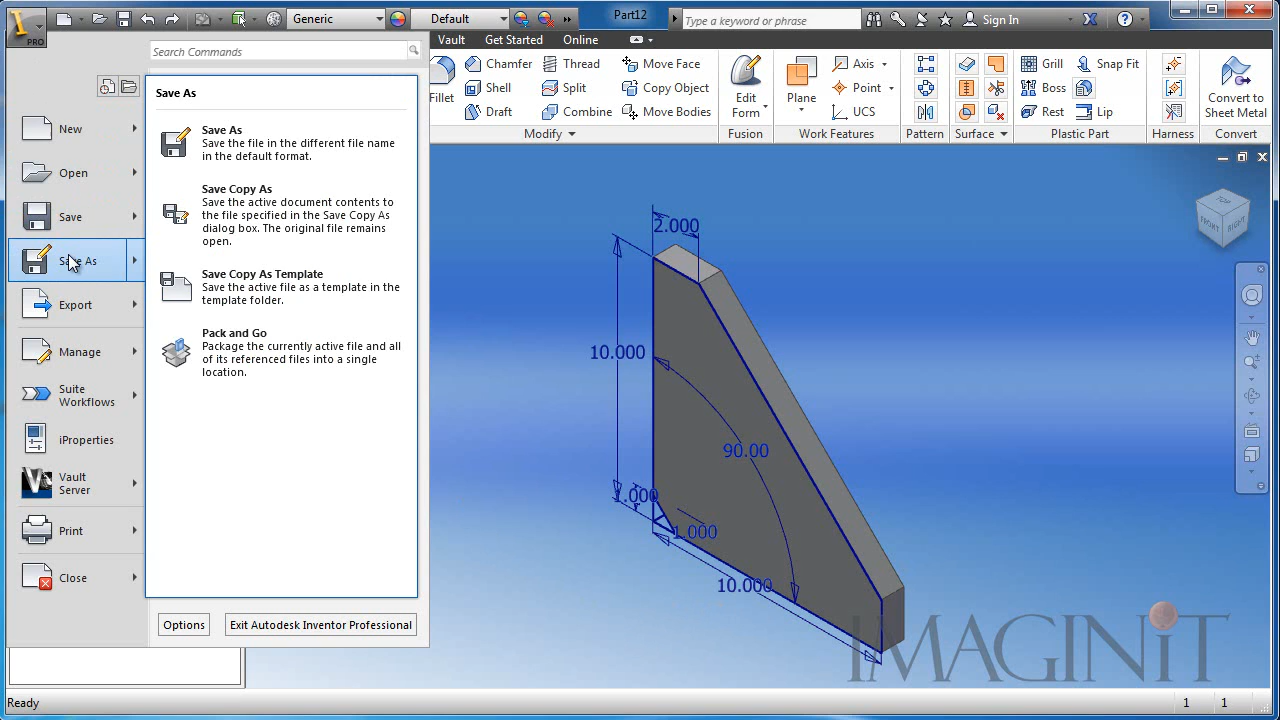 Generic
Default
Part12
Type a keyword or phrase
Sign In
PRO
Vault
Get Started
Online
Search Commands
Chamfer
Thread
Move Face
Shell
Split
Copy Object
Fillet
Draft
Combine
Move Bodies
Modify
Edit
Form
Fusion
Plane
Axis
Point
UCS
Work Features
Pattern
Surface
Grill
Snap Fit
Boss
Rest
Lip
Plastic Part
Harness
Convert to
Sheet Metal
Convert
New
Open
Save
Save As
Export
Manage
Suite
Workflows
iProperties
Vault
Server
Print
Close
Save As
Save As
Save the file in the different file name
in the default format.
Save Copy As
Save the active document contents to
the file specified in the Save Copy As
dialog box. The original file remains
open.
Save Copy As Template
Save the active file as a template in the
template folder.
Pack and Go
Package the currently active file and all
of its referenced files into a single
location.
Options
Exit Autodesk Inventor Professional
2.000
10.000
90.00
1.000
1.000
10.000
FRONT
RIGHT
IMAGINiT
Ready
1
1